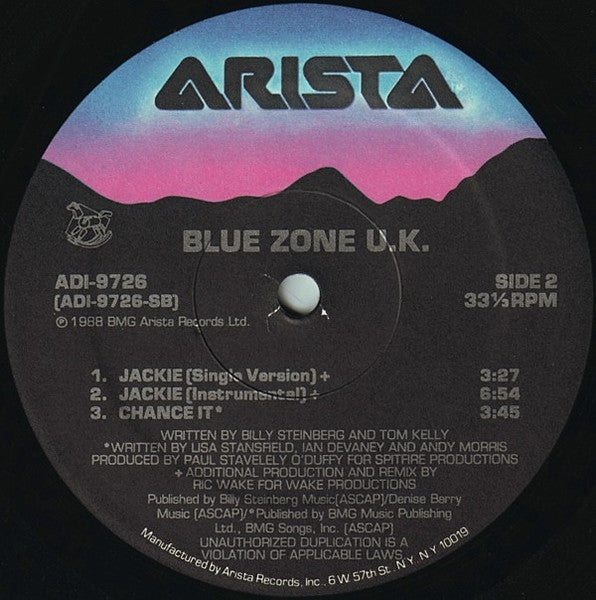 ARISTA
BLUE ZONE U.K.
ADI-9726
(ADI-9726-SB)
℗ 1988 BMG Arista Records Ltd.
SIDE 2
33⅓ RPM
1. JACKIE (Single Version) + 3:27
2. JACKIE (Instrumental) + 6:54
3. CHANCE IT* 3:45
WRITTEN BY BILLY STEINBERG AND TOM KELLY
*WRITTEN BY LISA STANSFIELD, IAN DEVANEY AND ANDY MORRIS
PRODUCED BY PAUL STAVELELY O'DUFFY FOR SPITFIRE PRODUCTIONS
+ ADDITIONAL PRODUCTION AND REMIX BY
RIC WAKE FOR WAKE PRODUCTIONS
Published by Billy Steinberg Music(ASCAP)/Denise Barry
Music (ASCAP)/*Published by BMG Music Publishing
Ltd., BMG Songs, Inc. (ASCAP)
UNAUTHORIZED DUPLICATION IS A
VIOLATION OF APPLICABLE LAWS.
Manufactured by Arista Records, Inc., 6 W. 57th St., N.Y., N.Y. 10019